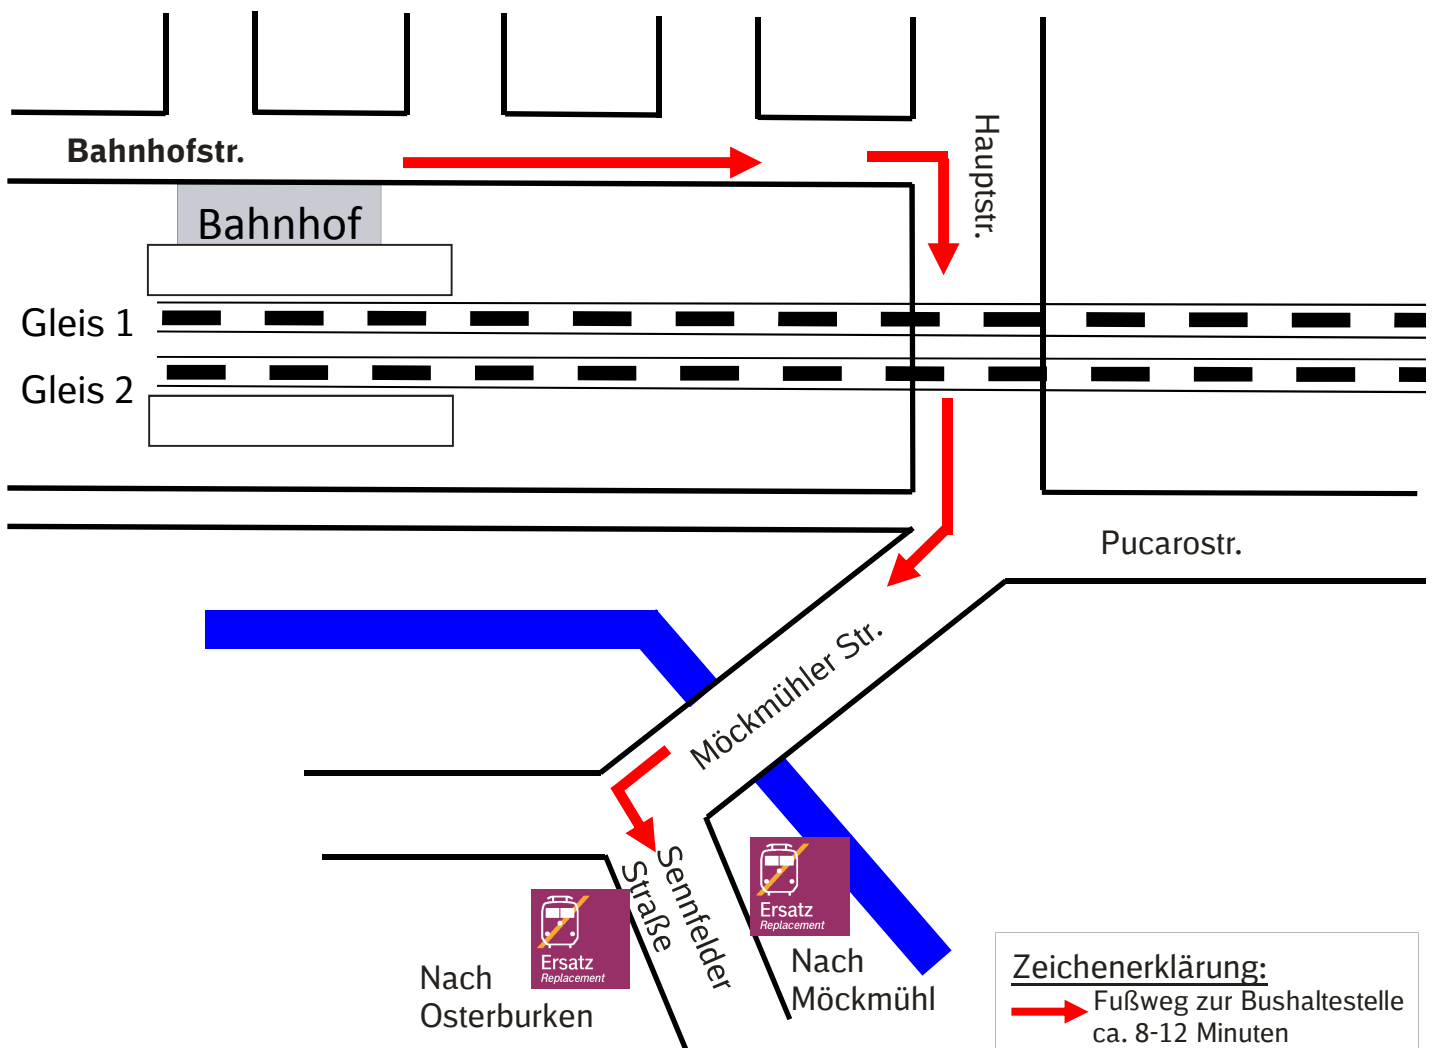 Bahnhofstr.
Hauptstr.
Bahnhof
Gleis 1
Gleis 2
Pucarostr.
Möckmühler Str.
Sennfelder
Straße
Ersatz
Replacement
Nach
Möckmühl
Ersatz
Replacement
Nach
Osterburken
Zeichenerklärung:
Fußweg zur Bushaltestelle
ca. 8-12 Minuten